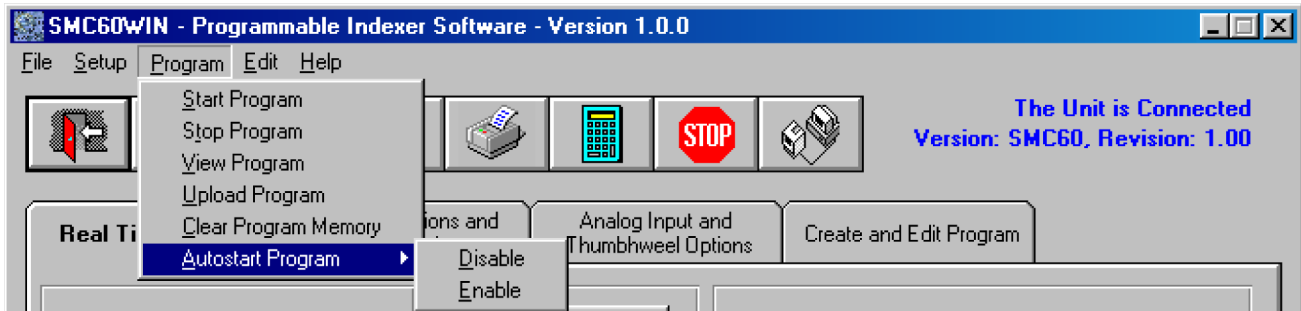 SMC60WIN - Programmable Indexer Software - Version 1.0.0
File Setup Program Edit Help
Start Program
Stop Program
View Program
Upload Program
Clear Program Memory
Autostart Program
Disable
Enable
STOP
The Unit is Connected
Version: SMC60, Revision: 1.00
Real Ti
ions and
Analog Input and
Thumbhweel Options
Create and Edit Program